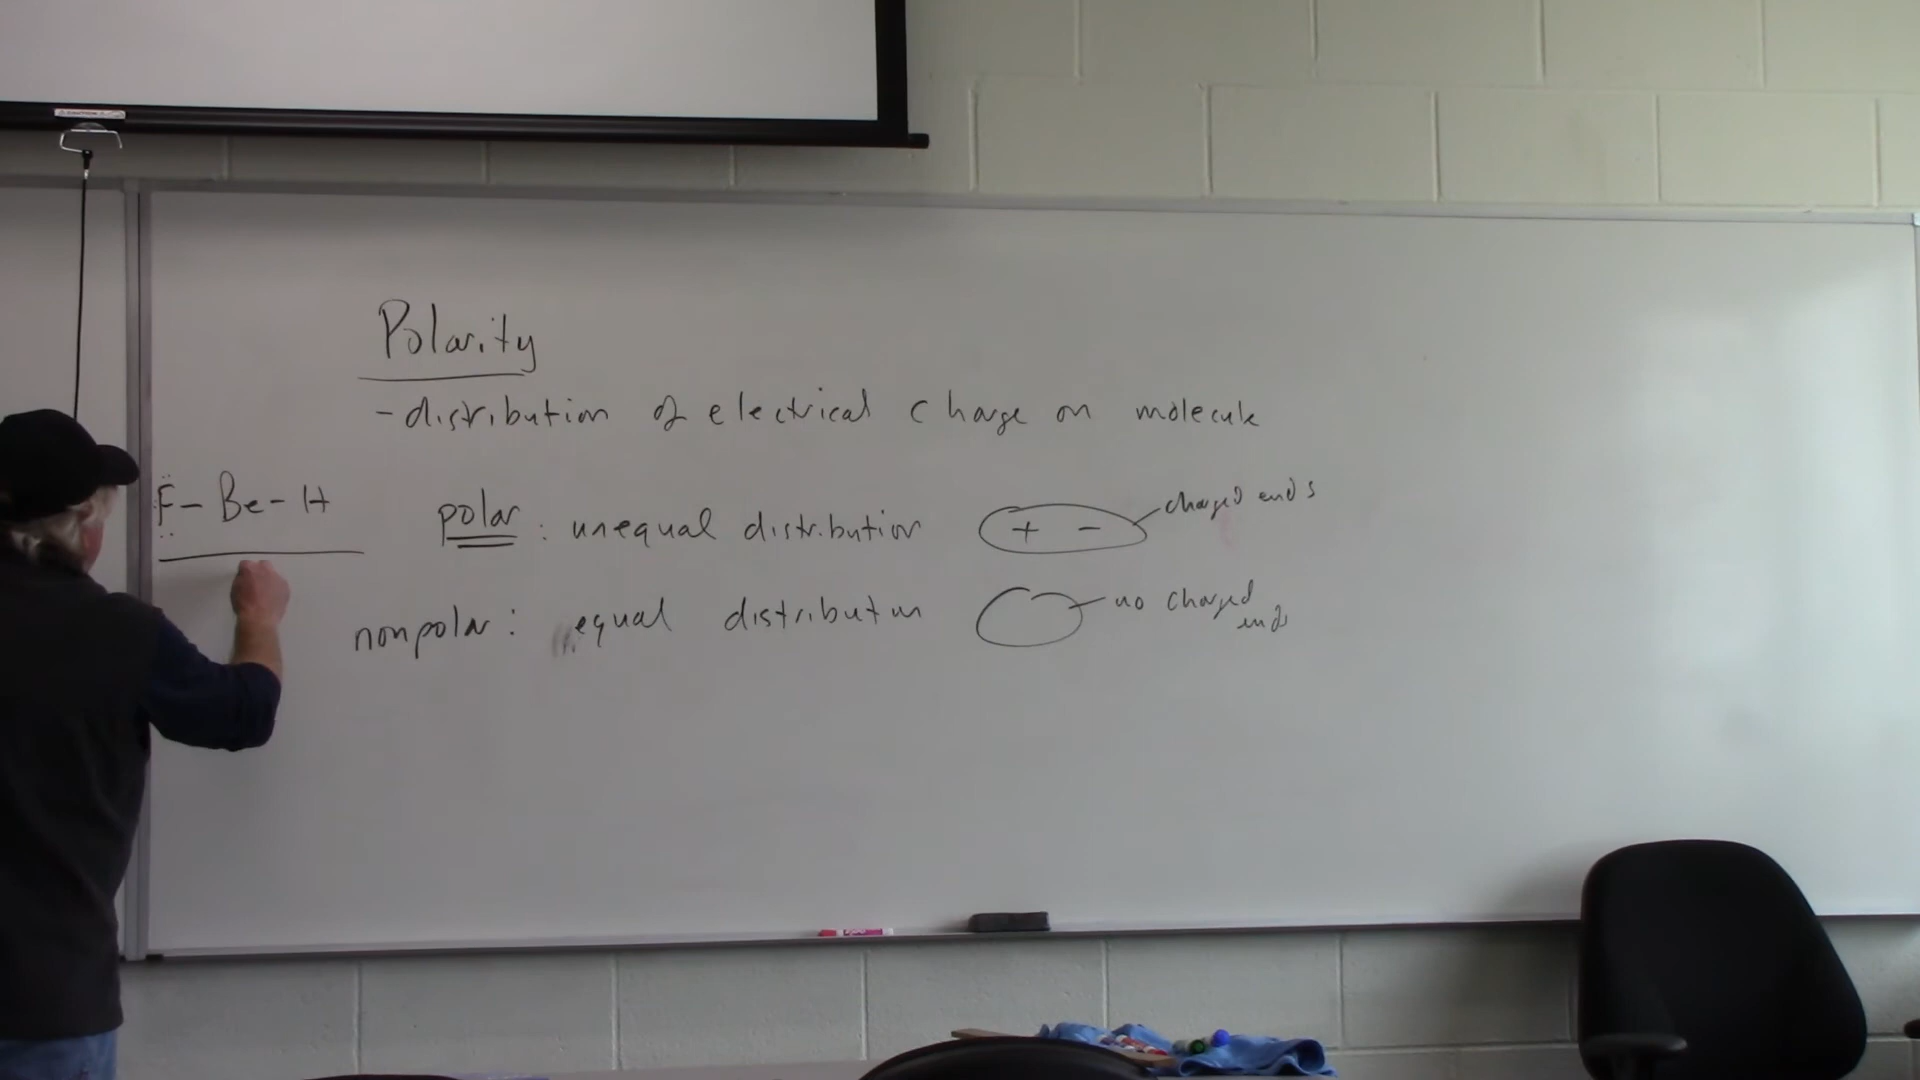 CAUTION
Polarity
- distribution of electrical charge on molecule
F - Be - H
polar : unequal distribution + - charged ends
nonpolar : equal distribution no charged
ends